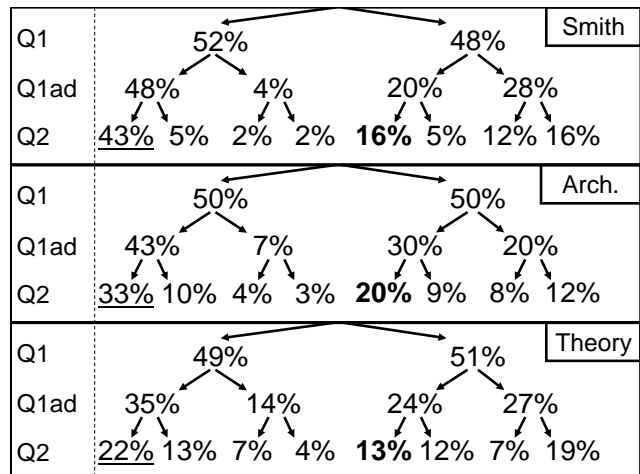 Smith
Q1 52% 48%
Q1ad 48% 4% 20% 28%
Q2 43% 5% 2% 2% 16% 5% 12% 16%
Arch.
Q1 50% 50%
Q1ad 43% 7% 30% 20%
Q2 33% 10% 4% 3% 20% 9% 8% 12%
Theory
Q1 49% 51%
Q1ad 35% 14% 24% 27%
Q2 22% 13% 7% 4% 13% 12% 7% 19%